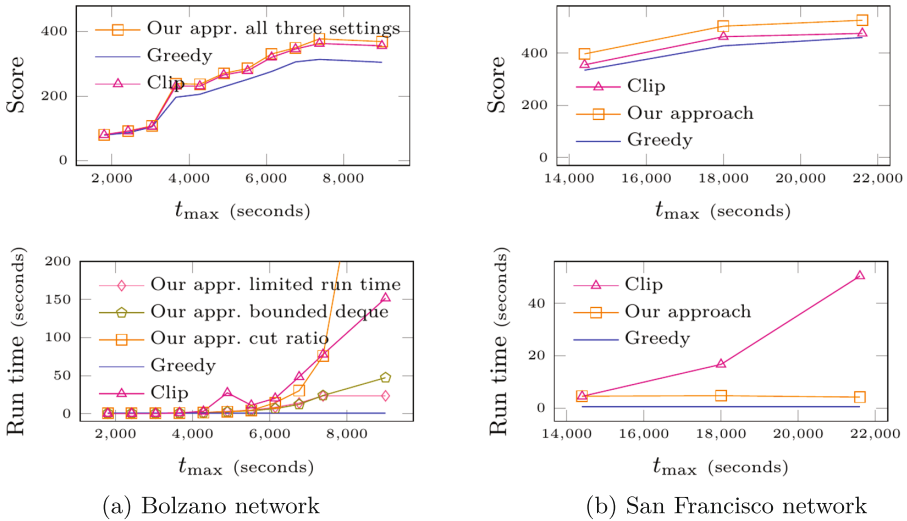 Score
400
200
0
Our appr. all three settings
Greedy
Clip
2,000 4,000 6,000 8,000
t_max (seconds)
Score
400
200
0
Clip
Our approach
Greedy
14,000 16,000 18,000 20,000 22,000
t_max (seconds)
Run time (seconds)
200
150
100
50
0
Our appr. limited run time
Our appr. bounded deque
Our appr. cut ratio
Greedy
Clip
2,000 4,000 6,000 8,000
t_max (seconds)
(a) Bolzano network
Run time (seconds)
40
20
0
Clip
Our approach
Greedy
14,000 16,000 18,000 20,000 22,000
t_max (seconds)
(b) San Francisco network